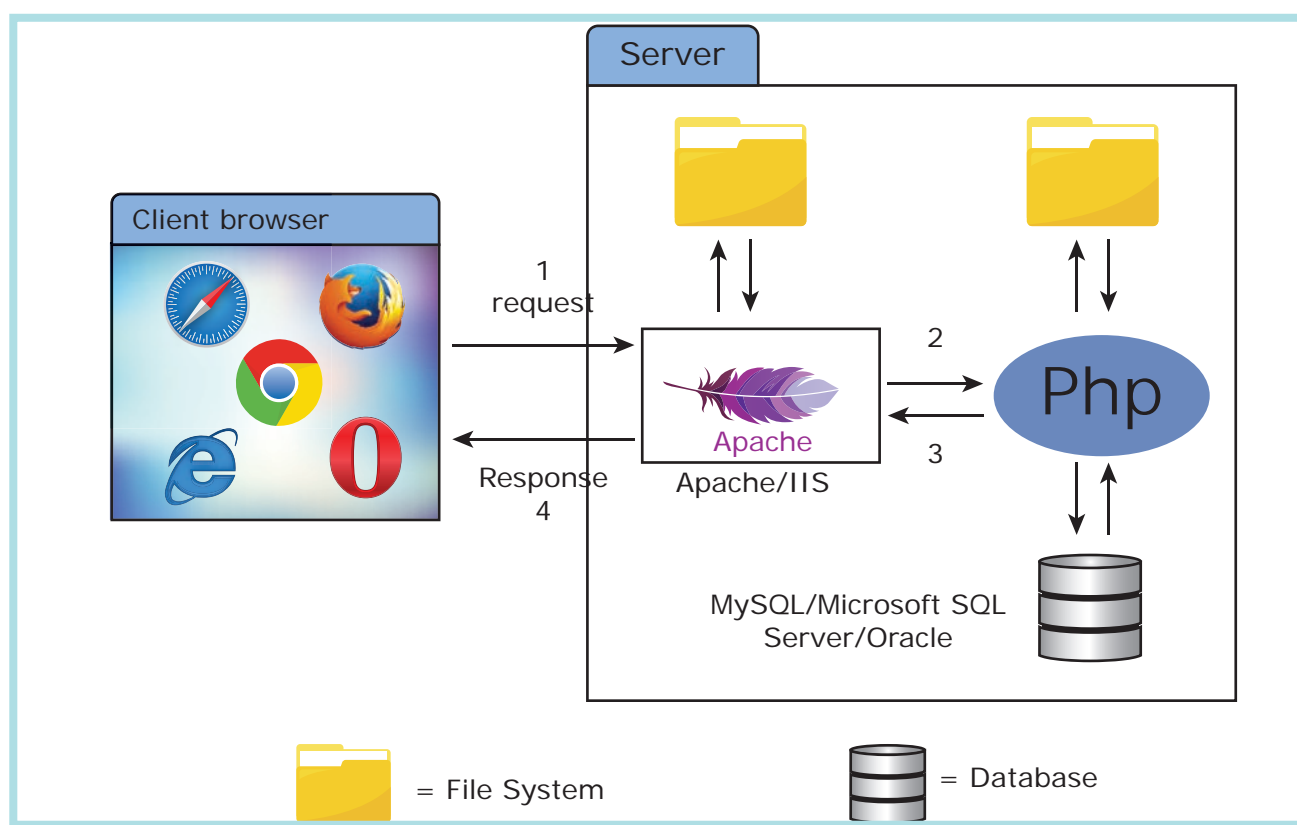 Server
Client browser
1
request
2
Php
3
Apache
Apache/IIS
Response
4
MySQL/Microsoft SQL
Server/Oracle
= File System
= Database